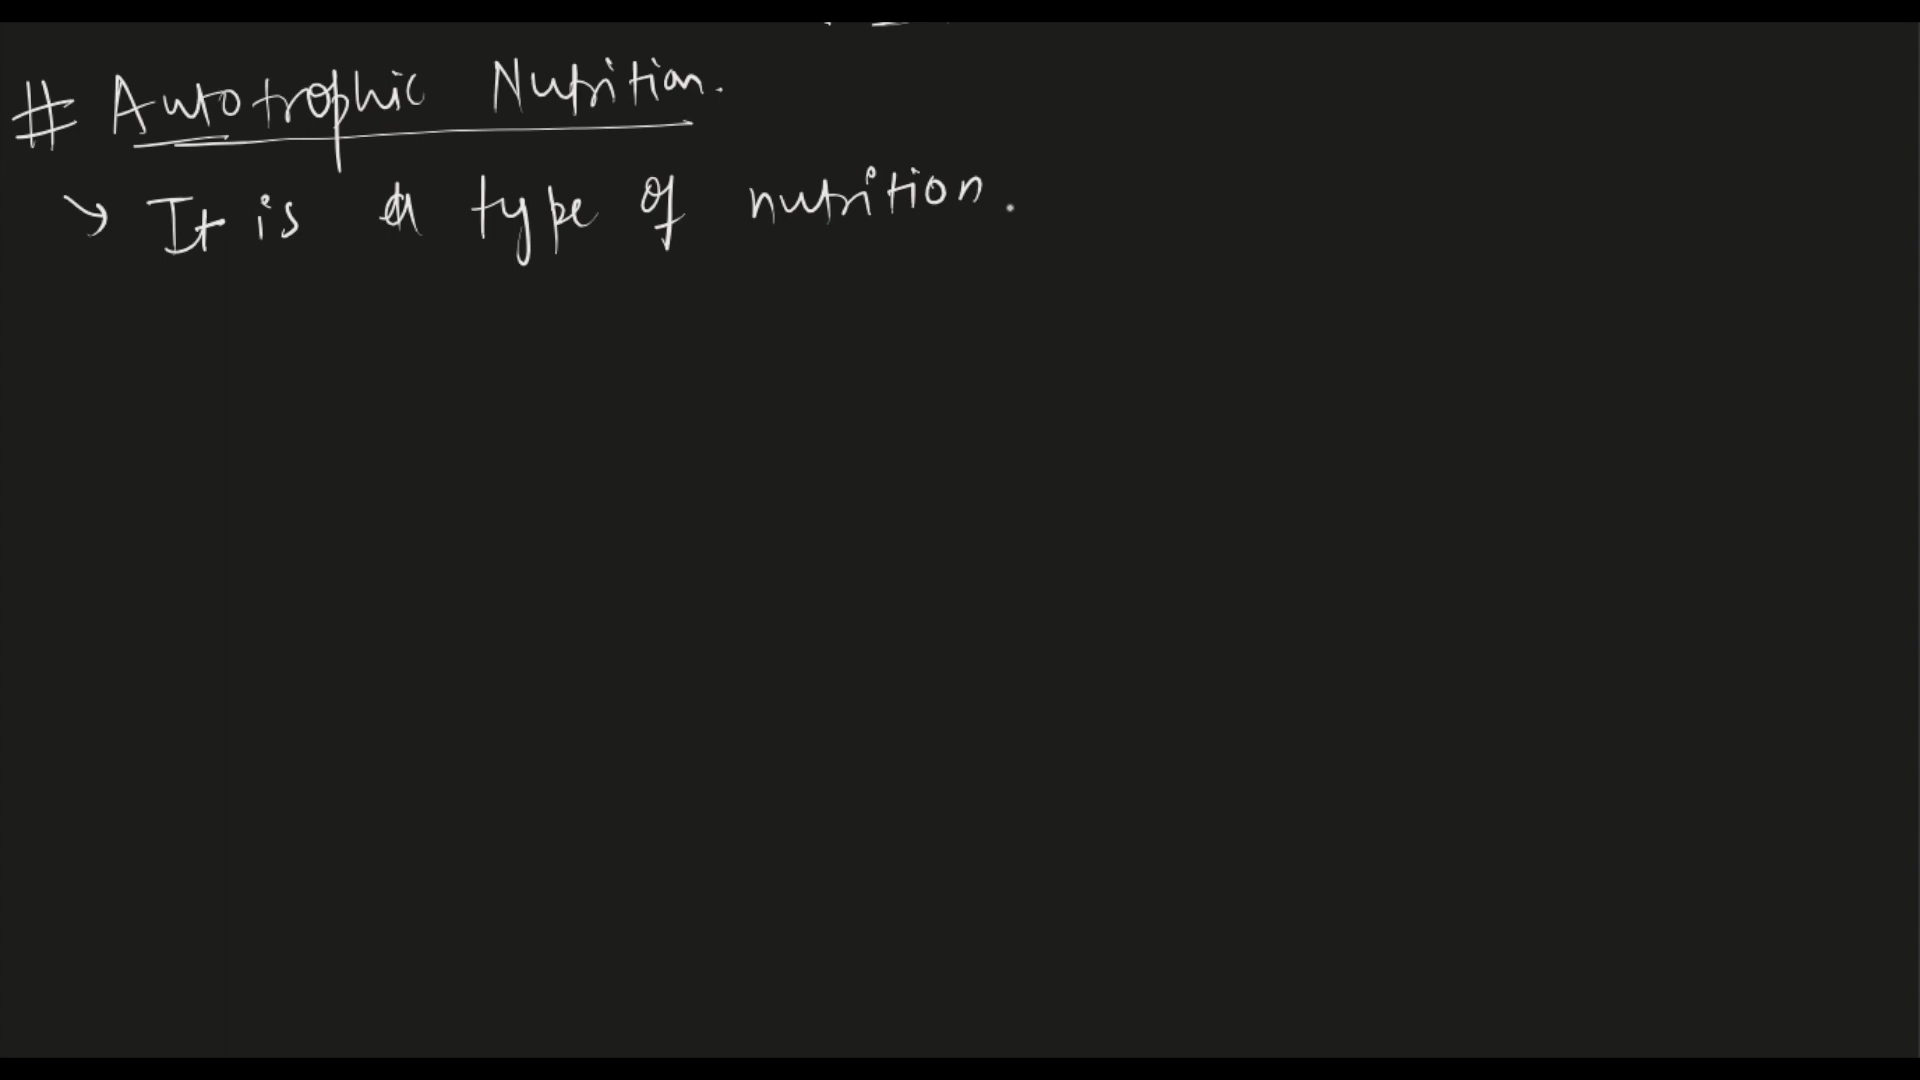 # Autotrophic Nutrition.
↘ It is a type of nutrition.